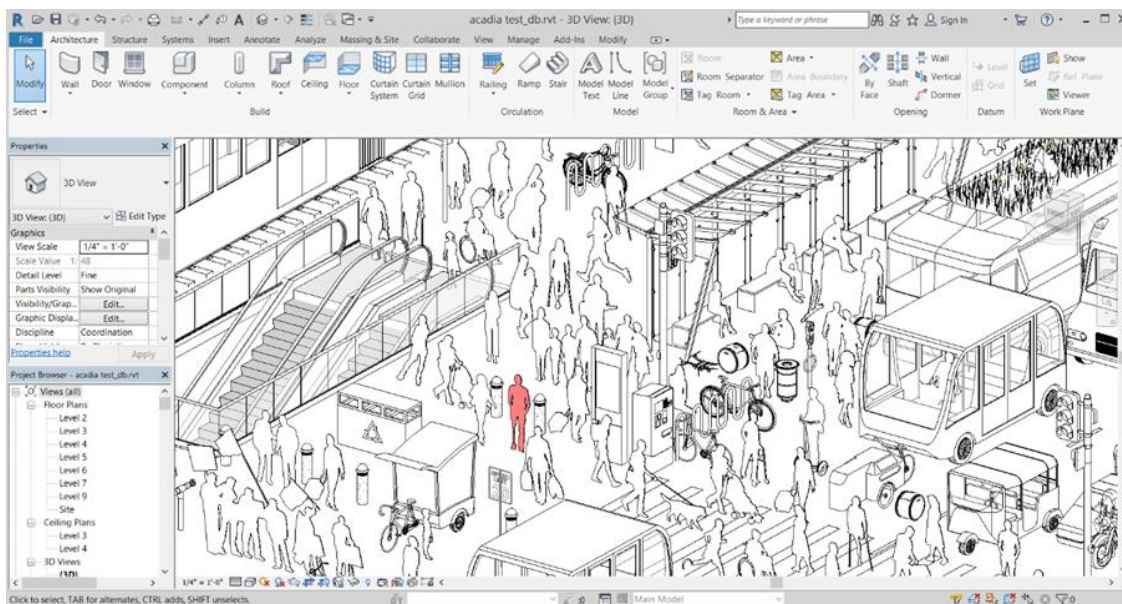 acadia test_db.rvt - 3D View: {3D}
Type a keyword or phrase
Sign In
File Architecture Structure Systems Insert Annotate Analyze Massing & Site Collaborate View Manage Add-Ins Modify
Modify Wall Door Window Component Column Roof Ceiling Floor Curtain System Curtain Grid Mullion Railing Ramp Stair Model Text Model Line Model Group
Room
Room Separator
Tag Room
Area
Area Boundary
Tag Area
By Face Shaft
Wall
Vertical
Dormer
Level
Grid
Set
Show
Ref Plane
Viewer
Select Build Circulation Model Room & Area Opening Datum Work Plane
Properties
3D View
3D View: {3D} Edit Type
Graphics
View Scale 1/4" = 1'-0"
Scale Value 1: 48
Detail Level Fine
Parts Visibility Show Original
Visibility/Grap... Edit...
Graphic Displa... Edit...
Discipline Coordination
Properties help Apply
Project Browser - acadia test_db.rvt
Views (all)
Floor Plans
Level 2
Level 3
Level 4
Level 5
Level 6
Level 7
Level 9
Site
Ceiling Plans
Level 3
Level 4
3D Views
{3D}
1/4" = 1'-0"
Click to select, TAB for alternates, CTRL adds, SHIFT unselects.
:0
Main Model
:0